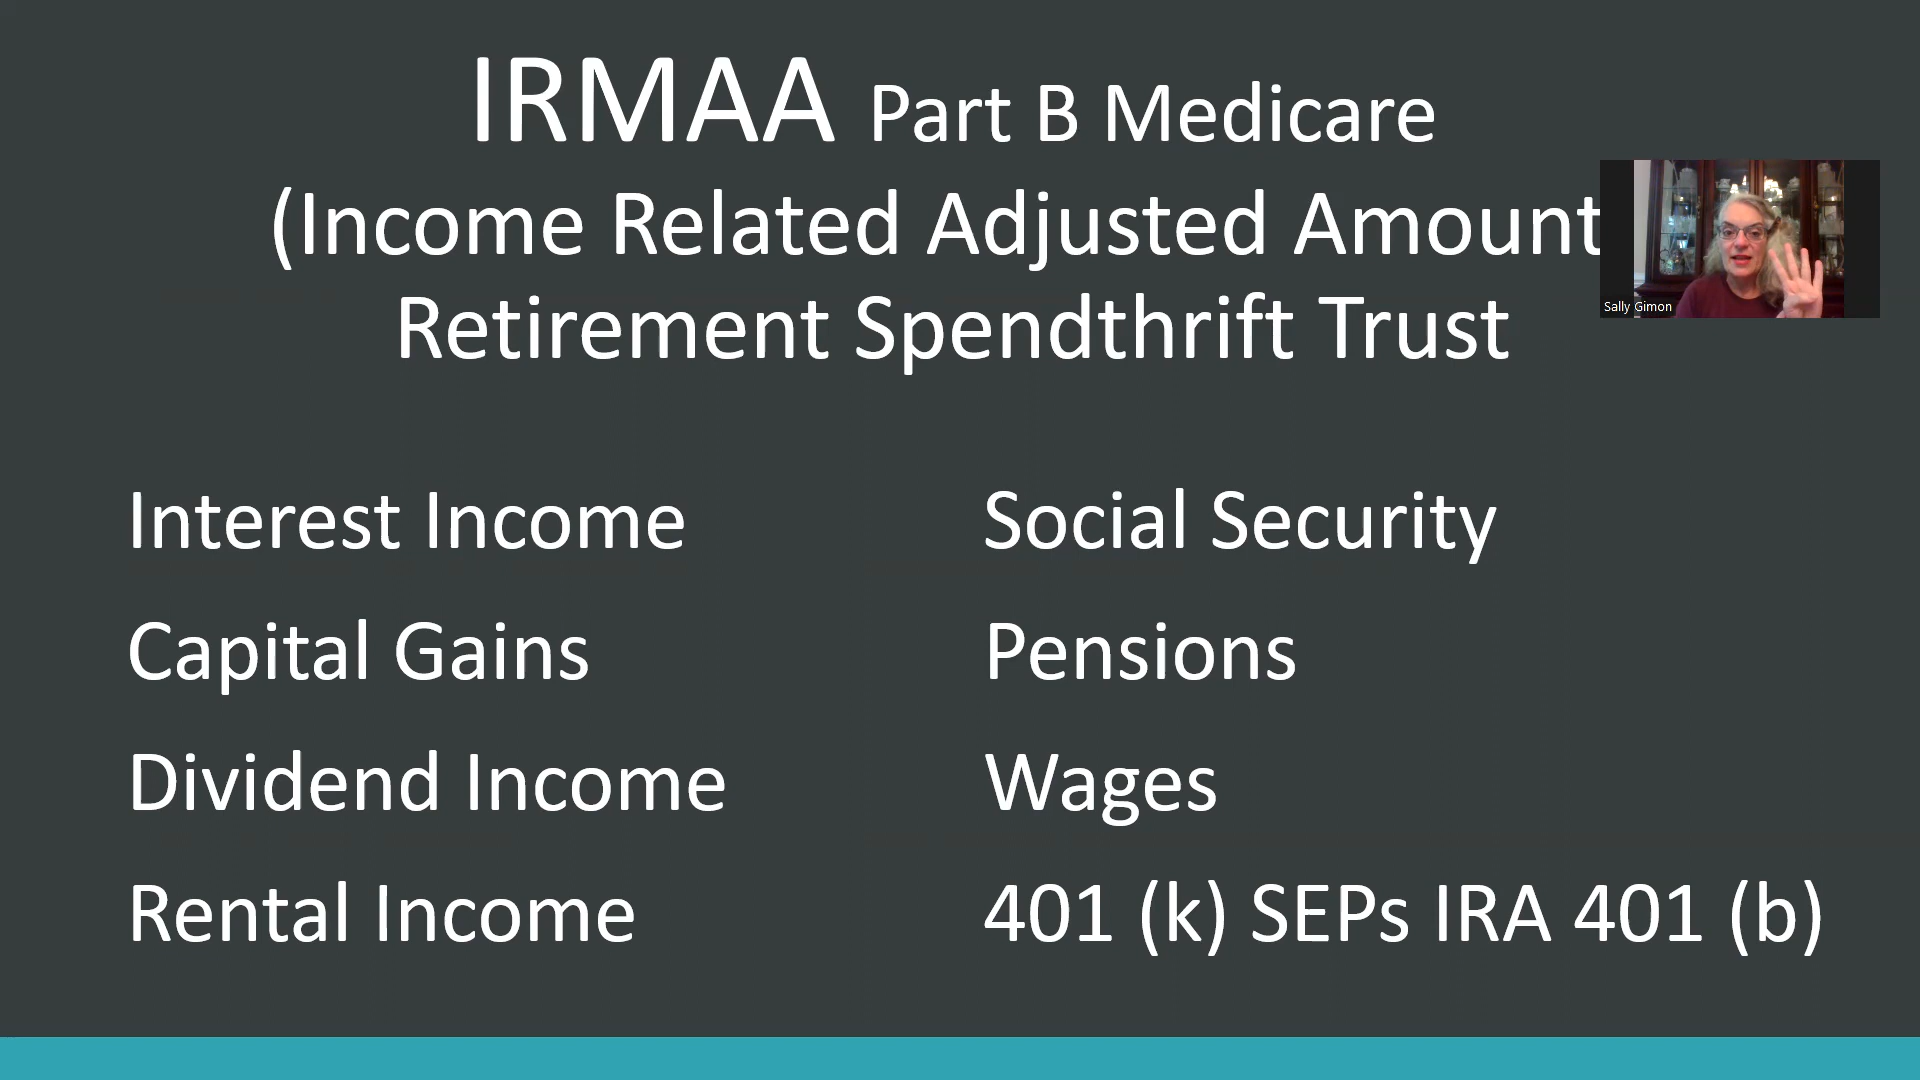 IRMAA Part B Medicare
(Income Related Adjusted Amount
Retirement Spendthrift Trust
Sally Gimon
Interest Income
Social Security
Capital Gains
Pensions
Dividend Income
Wages
Rental Income
401 (k) SEPs IRA 401 (b)